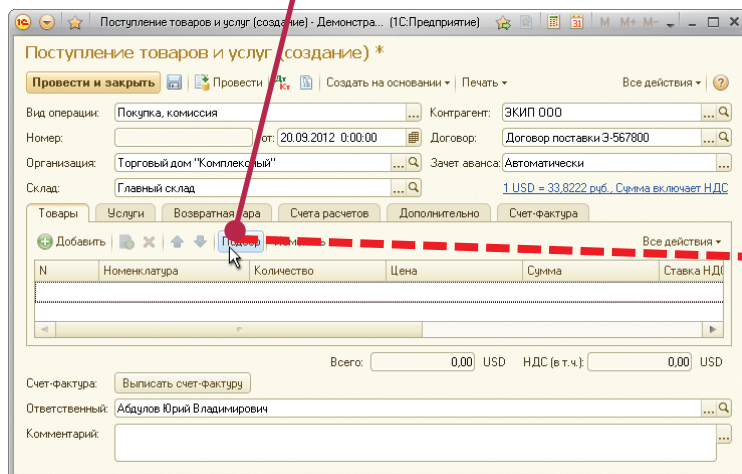 Поступление товаров и услуг (создание) - Демонстра... (1С:Предприятие) M M+ M-
Поступление товаров и услуг (создание) *
Провести и закрыть Провести Дт Кт Создать на основании Печать Все действия ?
Вид операции: Покупка, комиссия ... Контрагент: ЭКИП ООО ...
Номер: от: 20.09.2012 0:00:00 Договор: Договор поставки Э-567800 ...
Организация: Торговый дом "Комплексный" ... Зачет аванса: Автоматически ...
Склад: Главный склад ... 1 USD = 33,8222 руб., Сумма включает НДС
Товары Услуги Возвратная тара Счета расчетов Дополнительно Счет-фактура
Добавить Подбор Все действия
N Номенклатура Количество Цена Сумма Ставка НДС
Всего: 0,00 USD НДС (в т.ч.): 0,00 USD
Счет-фактура: Выписать счет-фактуру
Ответственный: Абдулов Юрий Владимирович ...
Комментарий: ...